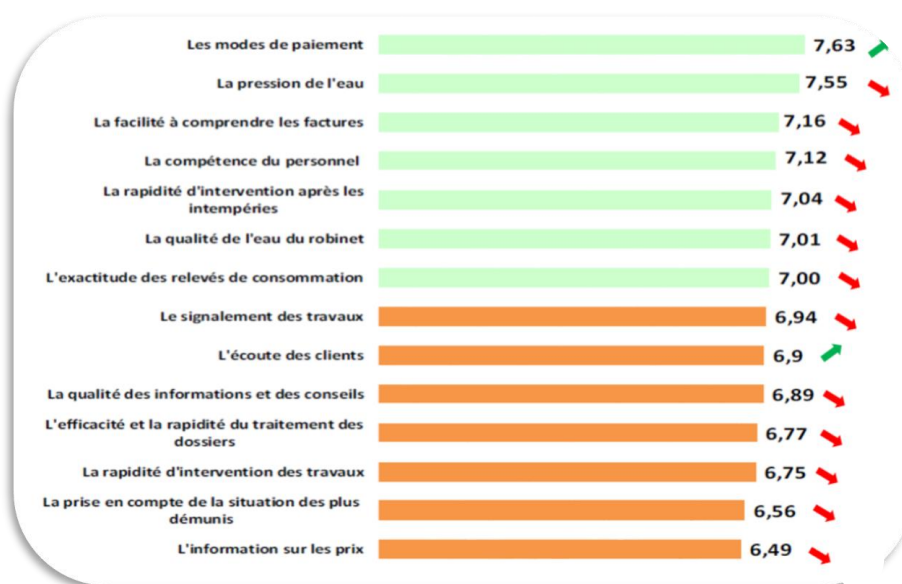 Les modes de paiement 7,63
La pression de l'eau 7,55
La facilité à comprendre les factures 7,16
La compétence du personnel 7,12
La rapidité d'intervention après les
intempéries 7,04
La qualité de l'eau du robinet 7,01
L'exactitude des relevés de consommation 7,00
Le signalement des travaux 6,94
L'écoute des clients 6,9
La qualité des informations et des conseils 6,89
L'efficacité et la rapidité du traitement des
dossiers 6,77
La rapidité d'intervention des travaux 6,75
La prise en compte de la situation des plus
démunis 6,56
L'information sur les prix 6,49